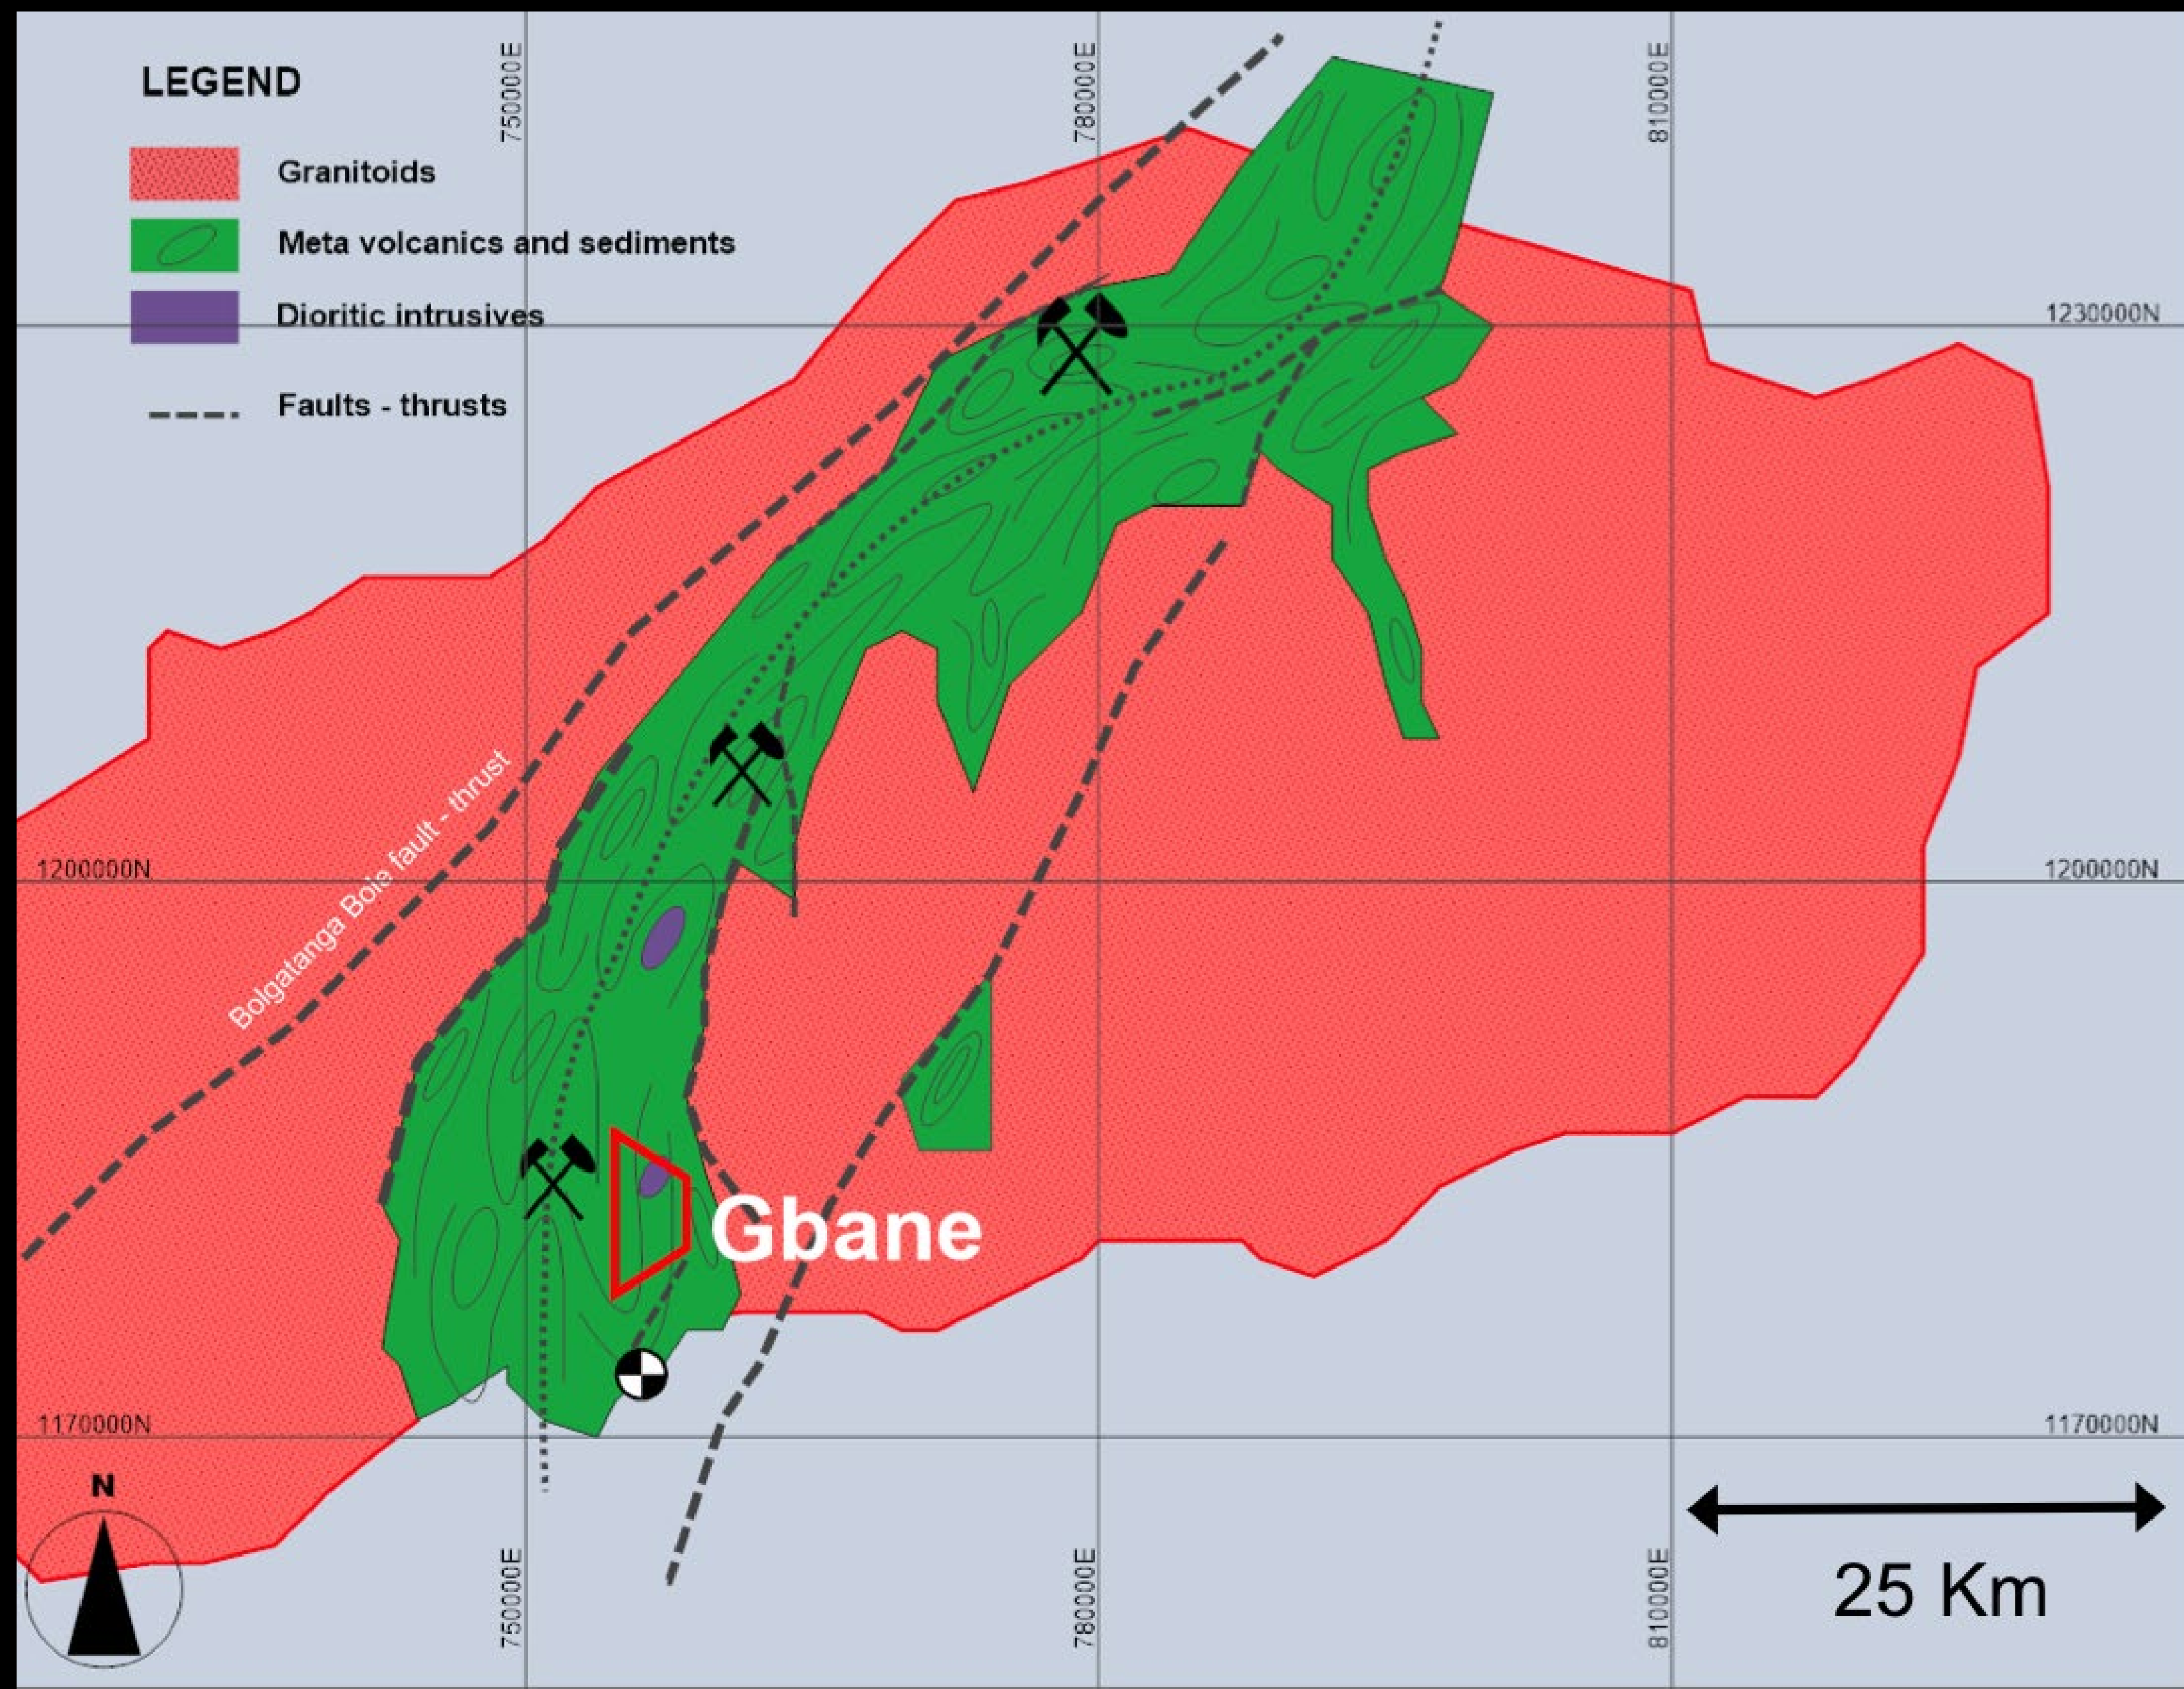 LEGEND
Granitoids
Meta volcanics and sediments
Dioritic intrusives
Faults - thrusts
750000E
780000E
810000E
1230000N
Bolgatanga Boie fault - thrust
1200000N
1200000N
Gbane
1170000N
1170000N
N
750000E
780000E
810000E
25 Km